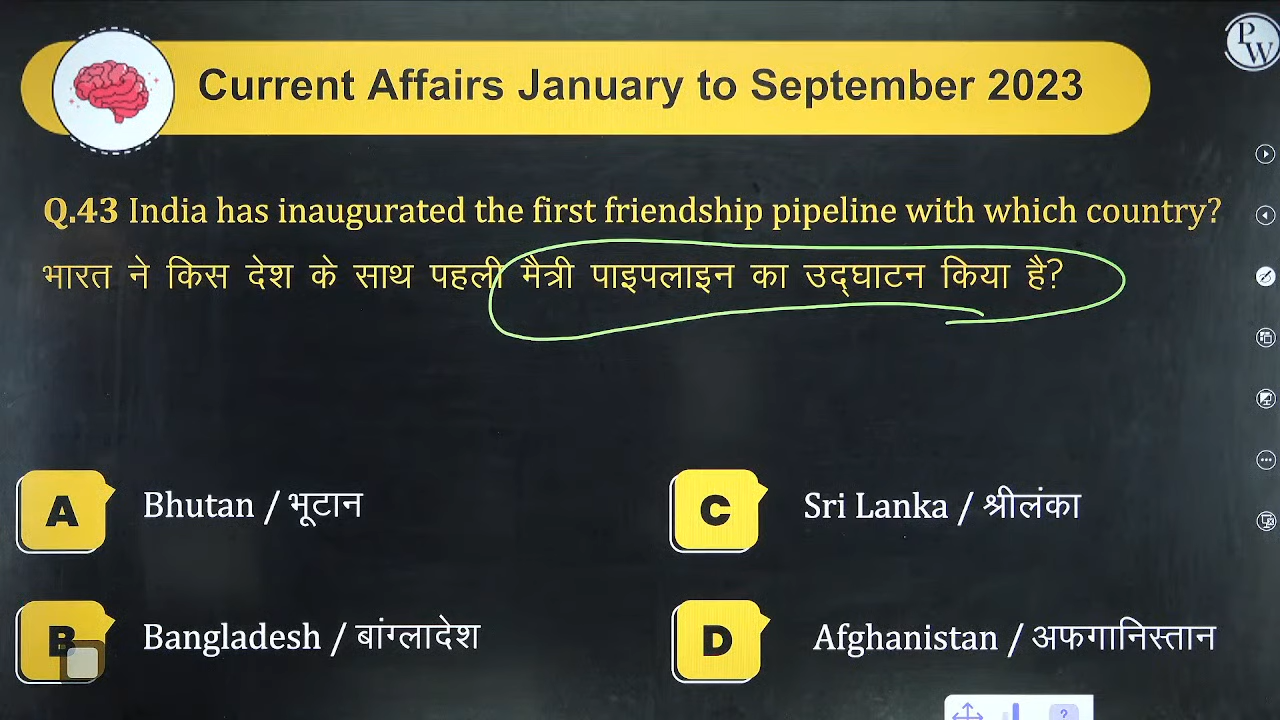 PW
Current Affairs January to September 2023
Q.43 India has inaugurated the first friendship pipeline with which country?
भारत ने किस देश के साथ पहली मैत्री पाइपलाइन का उद्घाटन किया है?
A Bhutan / भूटान
C Sri Lanka / श्रीलंका
B Bangladesh / बांग्लादेश
D Afghanistan / अफगानिस्तान
?